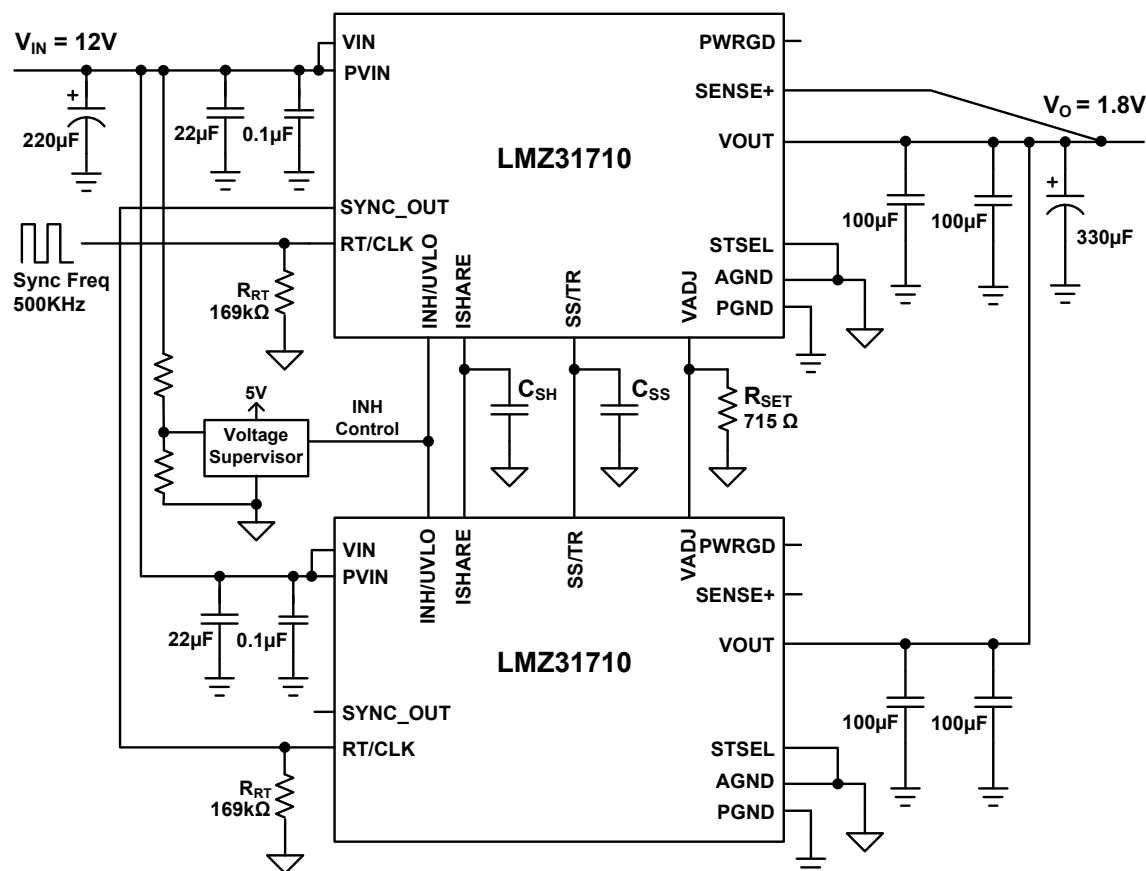 V_IN = 12V
VIN
PVIN
220µF
+
22µF
0.1µF
LMZ31710
PWRGD
SENSE+
VOUT
V_O = 1.8V
100µF
100µF
+
330µF
SYNC_OUT
RT/CLK
Sync Freq
500KHz
R_RT
169kΩ
INH/UVLO
ISHARE
SS/TR
VADJ
STSEL
AGND
PGND
C_SH
C_SS
R_SET
715 Ω
5V
Voltage
Supervisor
INH
Control
VIN
PVIN
22µF
0.1µF
INH/UVLO
ISHARE
SS/TR
VADJ
LMZ31710
PWRGD
SENSE+
VOUT
100µF
100µF
SYNC_OUT
RT/CLK
R_RT
169kΩ
STSEL
AGND
PGND